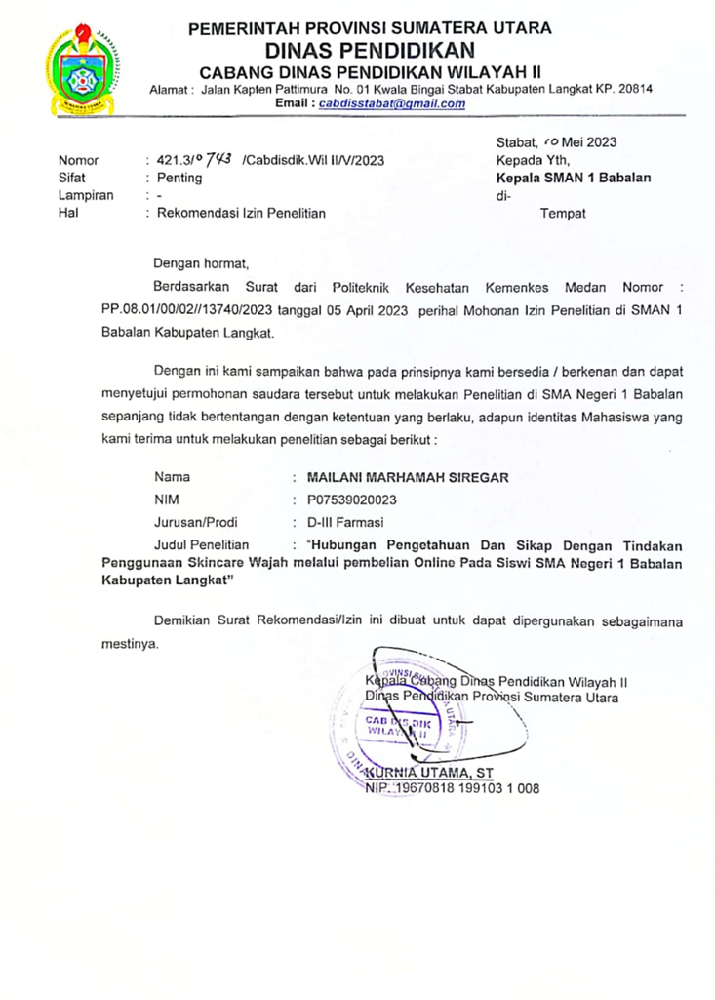 PEMERINTAH PROVINSI SUMATERA UTARA
DINAS PENDIDIKAN
CABANG DINAS PENDIDIKAN WILAYAH II
Alamat : Jalan Kapten Pattimura No. 01 Kwala Bingai Stabat Kabupaten Langkat KP. 20814
Email : cabdisstabat@gmail.com
Stabat, 10 Mei 2023
Nomor : 421.3/0743 /Cabdisdik.Wil II/V/2023
Kepada Yth,
Sifat : Penting
Kepala SMAN 1 Babalan
Lampiran : -
di-
Hal : Rekomendasi Izin Penelitian
Tempat
Dengan hormat,
Berdasarkan Surat dari Politeknik Kesehatan Kemenkes Medan Nomor :
PP.08.01/00/02//13740/2023 tanggal 05 April 2023 perihal Mohonan Izin Penelitian di SMAN 1
Babalan Kabupaten Langkat.
Dengan ini kami sampaikan bahwa pada prinsipnya kami bersedia / berkenan dan dapat
menyetujui permohonan saudara tersebut untuk melakukan Penelitian di SMA Negeri 1 Babalan
sepanjang tidak bertentangan dengan ketentuan yang berlaku, adapun identitas Mahasiswa yang
kami terima untuk melakukan penelitian sebagai berikut :
Nama : MAILANI MARHAMAH SIREGAR
NIM : P07539020023
Jurusan/Prodi : D-III Farmasi
Judul Penelitian : "Hubungan Pengetahuan Dan Sikap Dengan Tindakan
Penggunaan Skincare Wajah melalui pembelian Online Pada Siswi SMA Negeri 1 Babalan
Kabupaten Langkat"
Demikian Surat Rekomendasi/Izin ini dibuat untuk dapat dipergunakan sebagaimana
mestinya.
Kepala Cabang Dinas Pendidikan Wilayah II
Dinas Pendidikan Provinsi Sumatera Utara
CAB DIS DIK
WILAYAH II
KURNIA UTAMA, ST
NIP. 19670818 199103 1 008